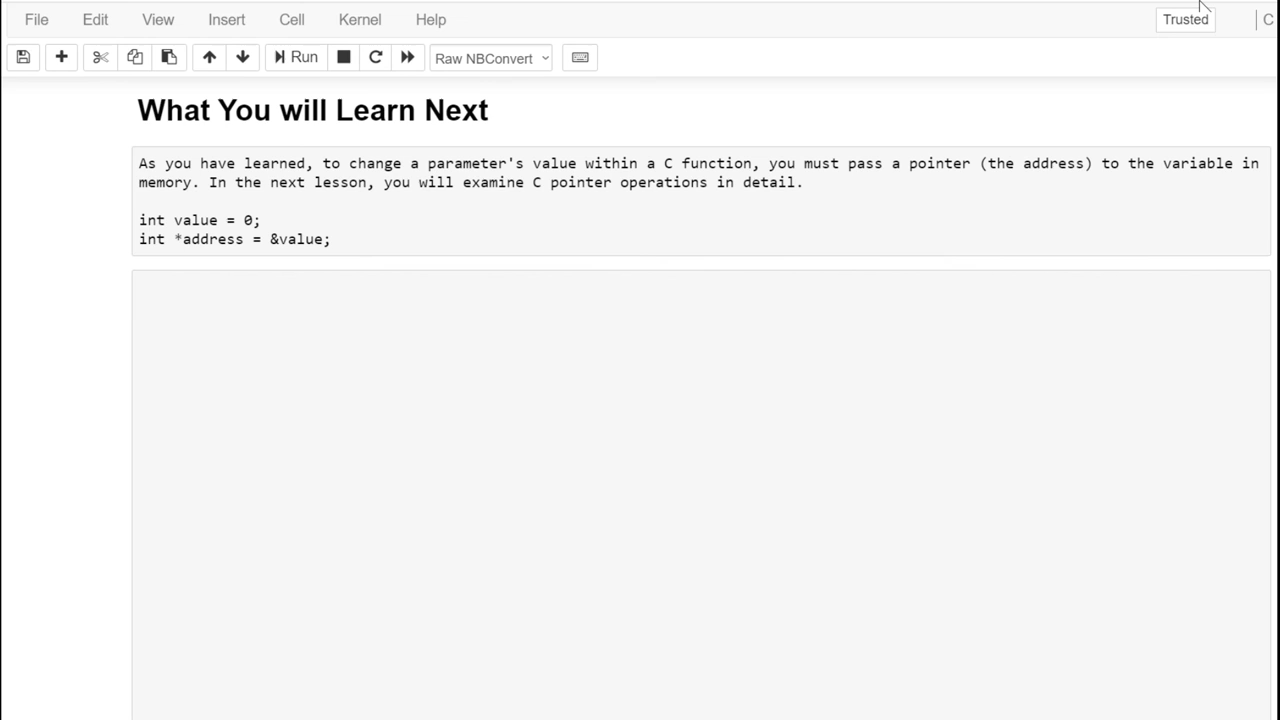 File Edit View Insert Cell Kernel Help Trusted C
Run Raw NBConvert
What You will Learn Next
As you have learned, to change a parameter's value within a C function, you must pass a pointer (the address) to the variable in
memory. In the next lesson, you will examine C pointer operations in detail.
int value = 0;
int *address = &value;